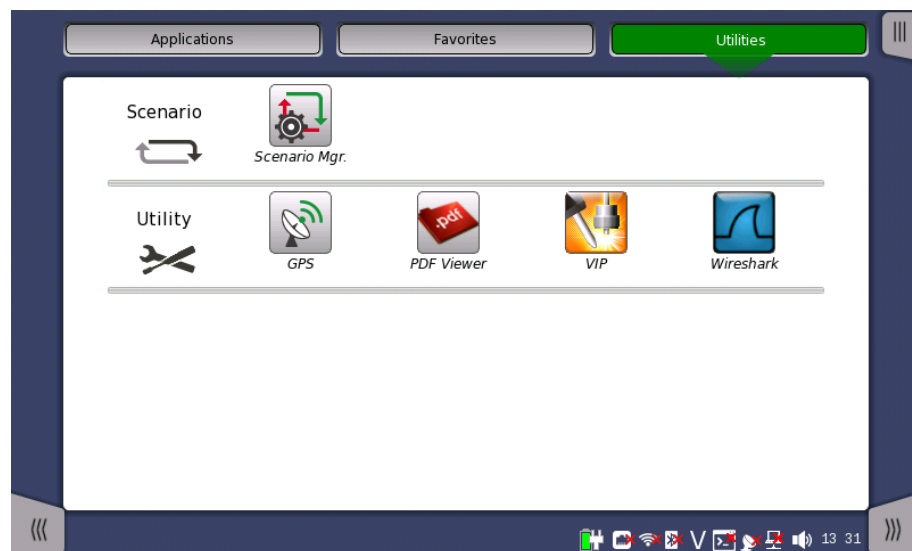 Applications Favorites Utilities
Scenario
Scenario Mgr.
Utility
.pdf
GPS PDF Viewer VIP Wireshark
V 13 31